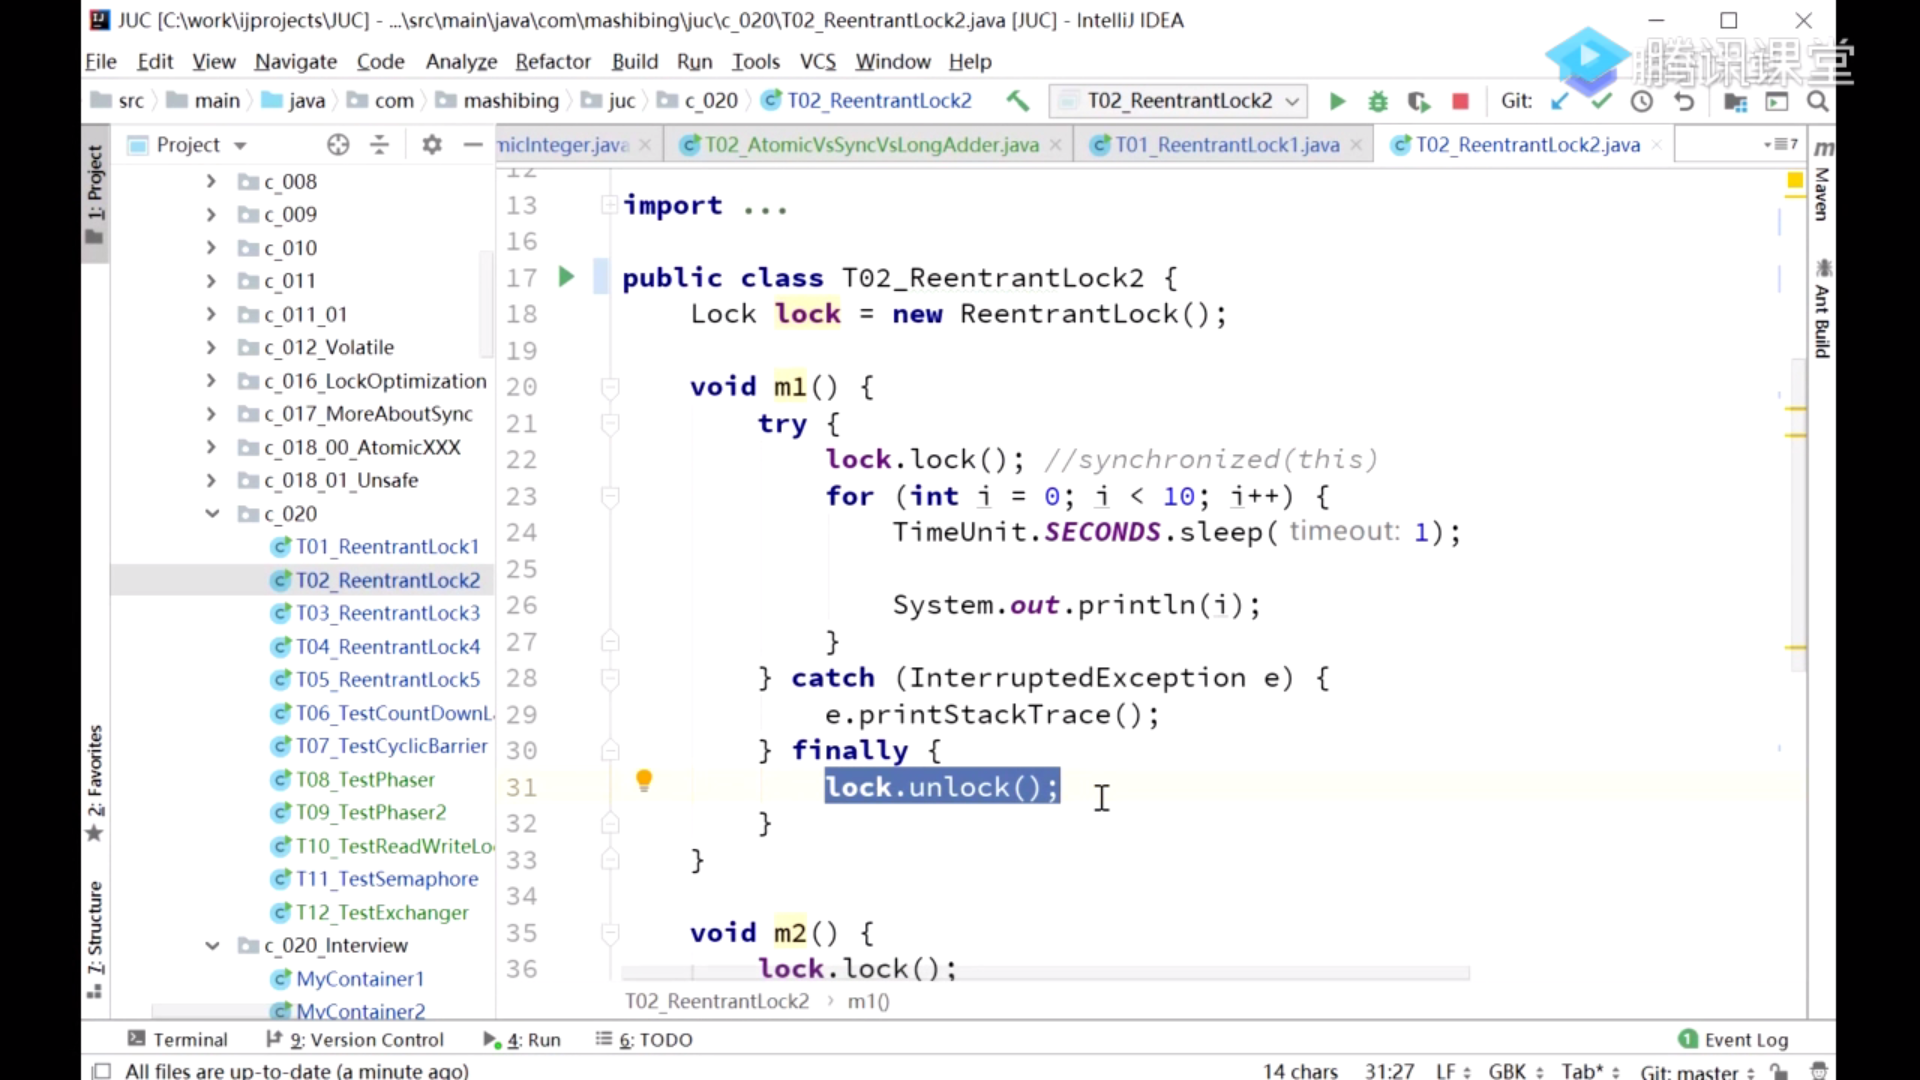 JUC [C:\work\ijprojects\JUC] - ...\src\main\java\com\mashibing\juc\c_020\T02_ReentrantLock2.java [JUC] - IntelliJ IDEA
腾讯课堂
File Edit View Navigate Code Analyze Refactor Build Run Tools VCS Window Help
src main java com mashibing juc c_020 T02_ReentrantLock2 T02_ReentrantLock2 Git:
Project
micInteger.java T02_AtomicVsSyncVsLongAdder.java T01_ReentrantLock1.java T02_ReentrantLock2.java 7
1: Project
2: Favorites
7: Structure
c_008
c_009
c_010
c_011
c_011_01
c_012_Volatile
c_016_LockOptimization
c_017_MoreAboutSync
c_018_00_AtomicXXX
c_018_01_Unsafe
c_020
T01_ReentrantLock1
T02_ReentrantLock2
T03_ReentrantLock3
T04_ReentrantLock4
T05_ReentrantLock5
T06_TestCountDownL
T07_TestCyclicBarrier
T08_TestPhaser
T09_TestPhaser2
T10_TestReadWriteLo
T11_TestSemaphore
T12_TestExchanger
c_020_Interview
MyContainer1
MyContainer2
12
13 import ...
16
17 public class T02_ReentrantLock2 {
18 Lock lock = new ReentrantLock();
19
20 void m1() {
21 try {
22 lock.lock(); //synchronized(this)
23 for (int i = 0; i < 10; i++) {
24 TimeUnit.SECONDS.sleep( timeout: 1);
25
26 System.out.println(i);
27 }
28 } catch (InterruptedException e) {
29 e.printStackTrace();
30 } finally {
31 lock.unlock();
32 }
33 }
34
35 void m2() {
36 lock.lock();
T02_ReentrantLock2 › m1()
m Maven
Ant Build
Terminal 9: Version Control 4: Run 6: TODO 1 Event Log
All files are up-to-date (a minute ago) 14 chars 31:27 LF GBK Tab* Git: master